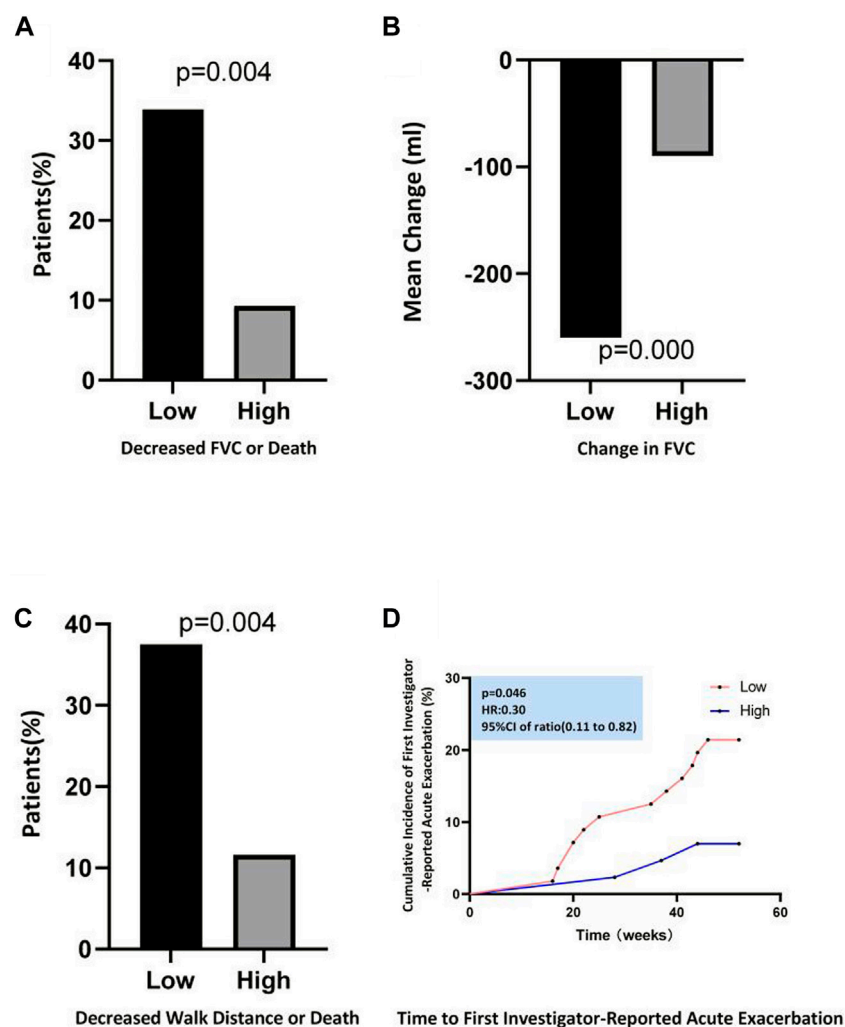 A
40
30
20
10
0
Patients(%)
p=0.004
Low High
Decreased FVC or Death
B
0
-100
-200
-300
Mean Change (ml)
p=0.000
Low High
Change in FVC
C
40
30
20
10
0
Patients(%)
p=0.004
Low High
Decreased Walk Distance or Death
D
30
20
10
0
Cumulative Incidence of First Investigator
-Reported Acute Exacerbation (%)
p=0.046
HR:0.30
95%CI of ratio(0.11 to 0.82)
Low
High
0 20 40 60
Time (weeks)
Time to First Investigator-Reported Acute Exacerbation